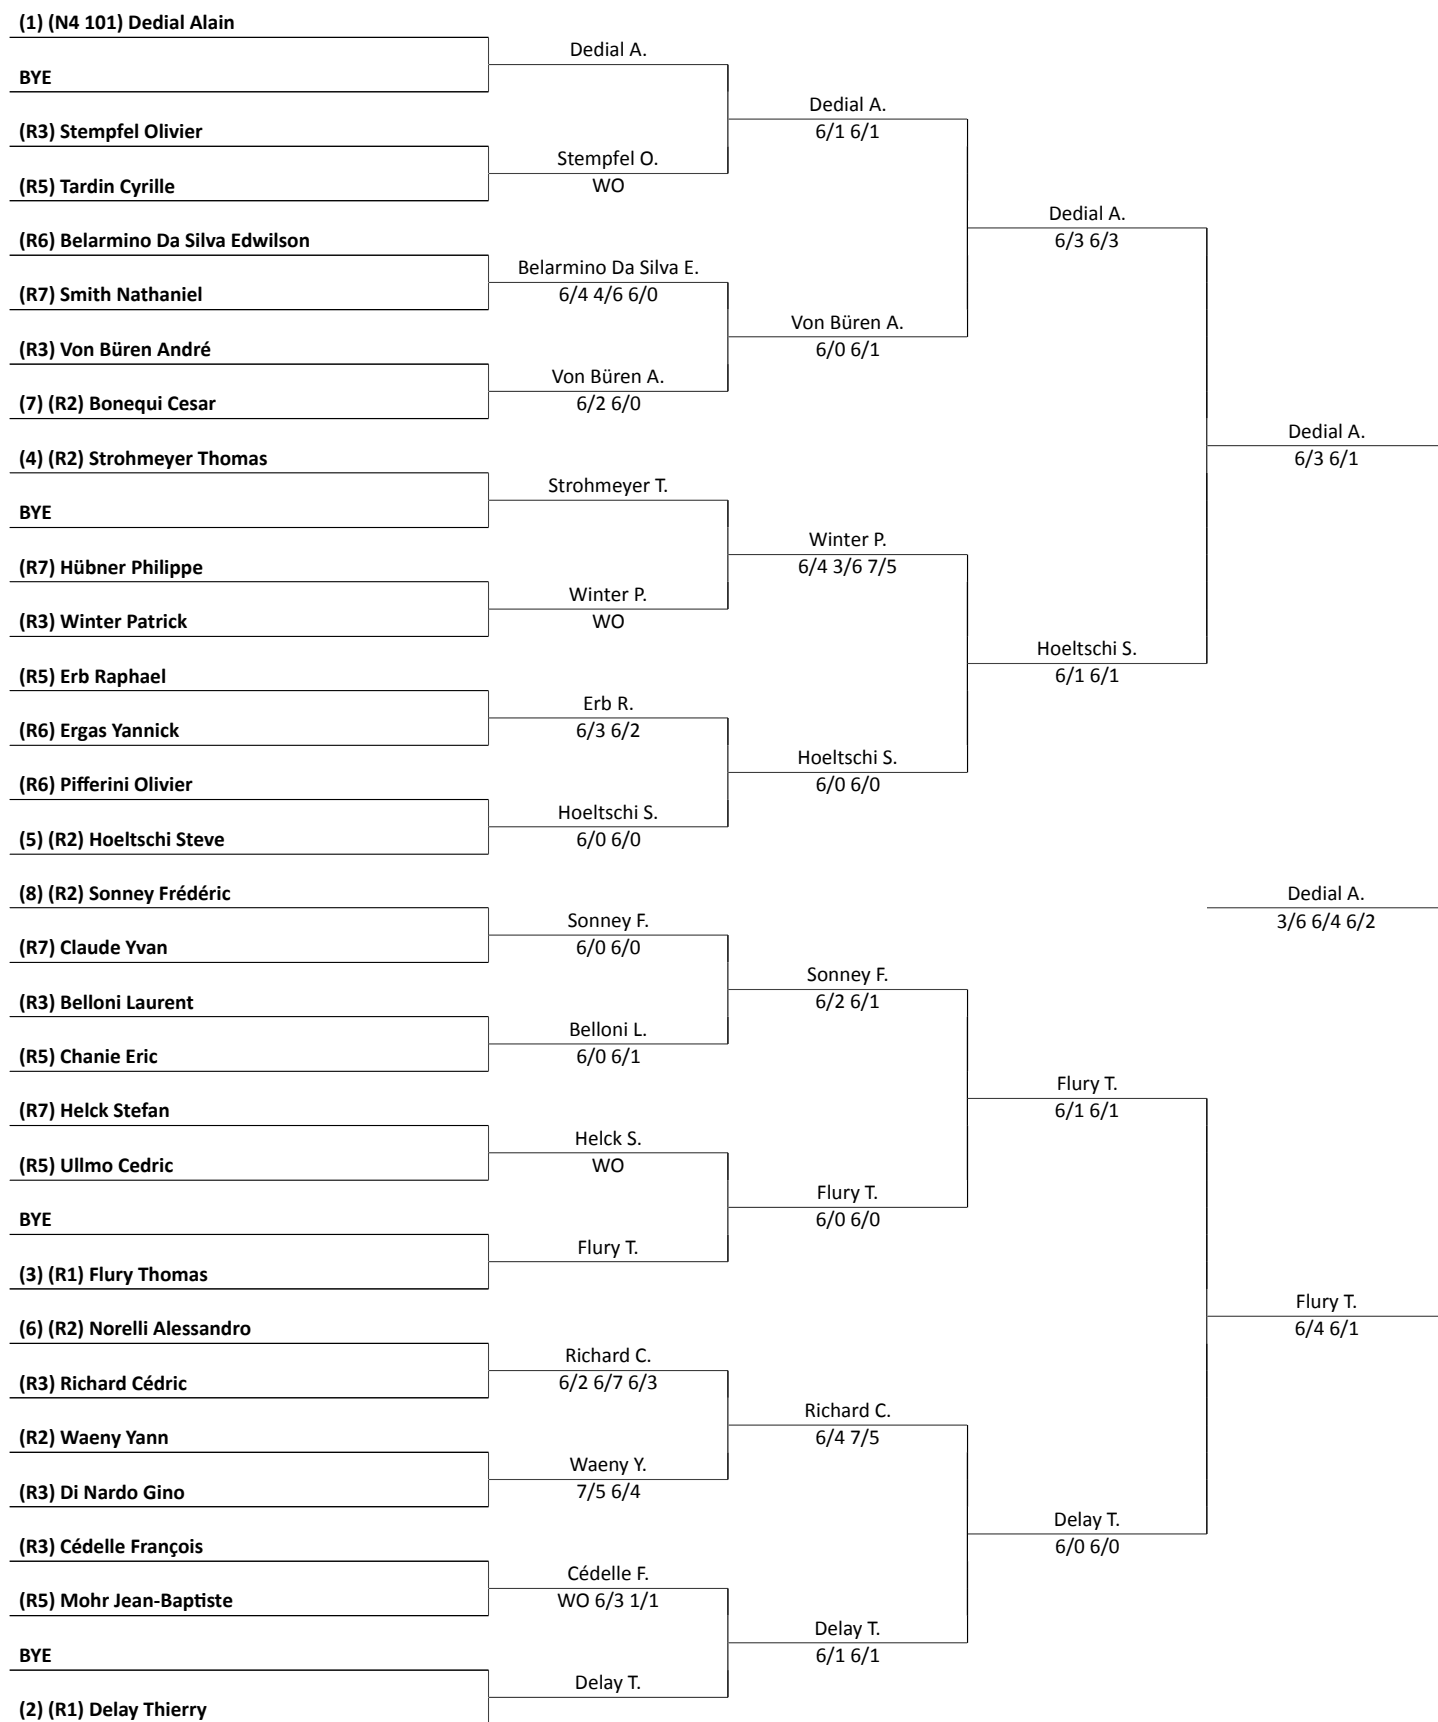 (1) (N4 101) Dedial Alain
BYE
(R3) Stempfel Olivier
(R5) Tardin Cyrille
(R6) Belarmino Da Silva Edwilson
(R7) Smith Nathaniel
(R3) Von Büren André
(7) (R2) Bonequi Cesar
(4) (R2) Strohmeyer Thomas
BYE
(R7) Hübner Philippe
(R3) Winter Patrick
(R5) Erb Raphael
(R6) Ergas Yannick
(R6) Pifferini Olivier
(5) (R2) Hoeltschi Steve
(8) (R2) Sonney Frédéric
(R7) Claude Yvan
(R3) Belloni Laurent
(R5) Chanie Eric
(R7) Helck Stefan
(R5) Ullmo Cedric
BYE
(3) (R1) Flury Thomas
(6) (R2) Norelli Alessandro
(R3) Richard Cédric
(R2) Waeny Yann
(R3) Di Nardo Gino
(R3) Cédelle François
(R5) Mohr Jean-Baptiste
BYE
(2) (R1) Delay Thierry
Dedial A.
Stempfel O.
WO
Belarmino Da Silva E.
6/4 4/6 6/0
Von Büren A.
6/2 6/0
Strohmeyer T.
Winter P.
WO
Erb R.
6/3 6/2
Hoeltschi S.
6/0 6/0
Sonney F.
6/0 6/0
Belloni L.
6/0 6/1
Helck S.
WO
Flury T.
Richard C.
6/2 6/7 6/3
Waeny Y.
7/5 6/4
Cédelle F.
WO 6/3 1/1
Delay T.
Dedial A.
6/1 6/1
Von Büren A.
6/0 6/1
Winter P.
6/4 3/6 7/5
Hoeltschi S.
6/0 6/0
Sonney F.
6/2 6/1
Flury T.
6/0 6/0
Richard C.
6/4 7/5
Delay T.
6/1 6/1
Dedial A.
6/3 6/3
Hoeltschi S.
6/1 6/1
Flury T.
6/1 6/1
Delay T.
6/0 6/0
Dedial A.
6/3 6/1
Dedial A.
3/6 6/4 6/2
Flury T.
6/4 6/1